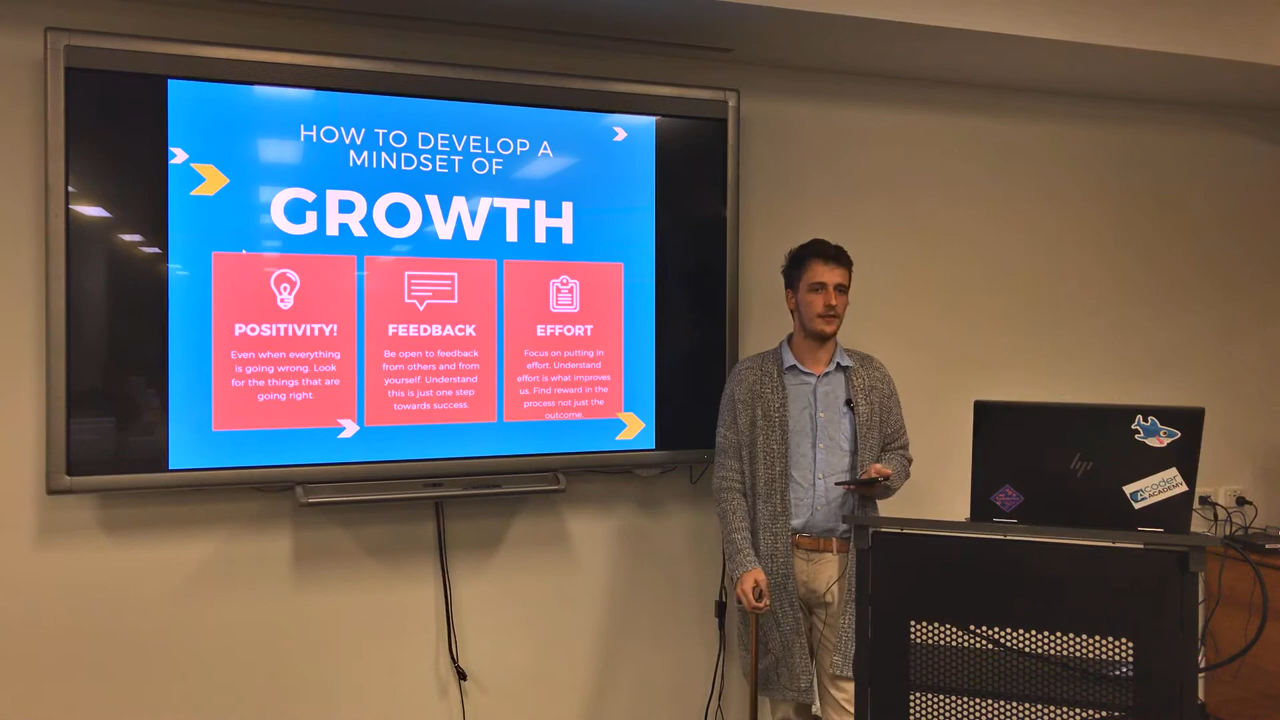 HOW TO DEVELOP A
MINDSET OF
GROWTH
POSITIVITY!
Even when everything
is going wrong. Look
for the things that are
going right.
FEEDBACK
Be open to feedback
from others and from
yourself. Understand
this is just one step
towards success.
EFFORT
Focus on putting in
effort. Understand
effort is what improves
us. Find reward in the
process not just the
outcome.
hp
coder
ACADEMY